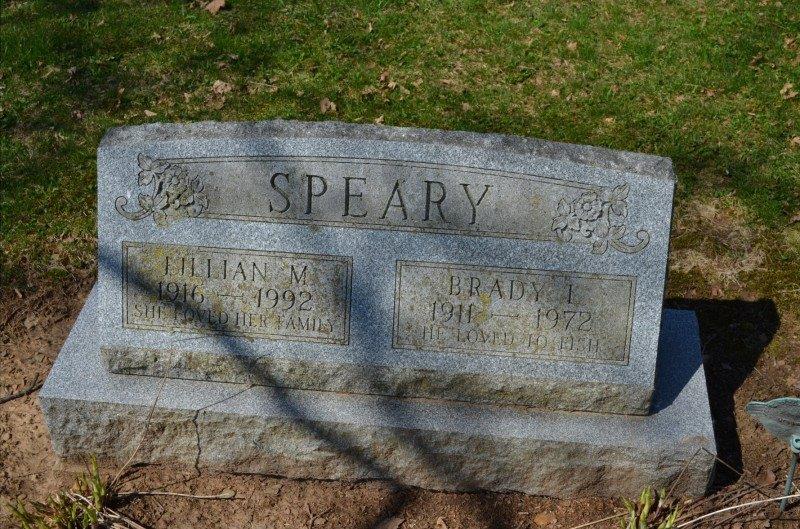 SPEARY
LILLIAN M.
1916 — 1992
SHE LOVED HER FAMILY
BRADY I.
1911 — 1972
HE LOVED TO FISH